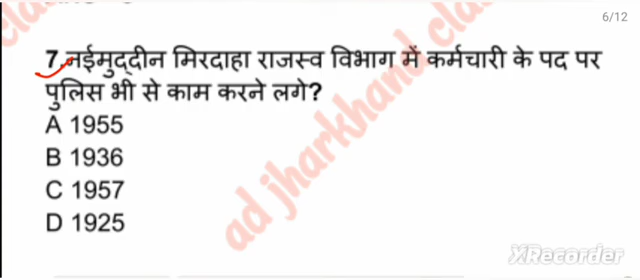 6/12
7.नईमुद्दीन मिरदाहा राजस्व विभाग में कर्मचारी के पद पर
पुलिस भी से काम करने लगे?
A 1955
B 1936
C 1957
D 1925
ad jharkhand clas
XRecorder